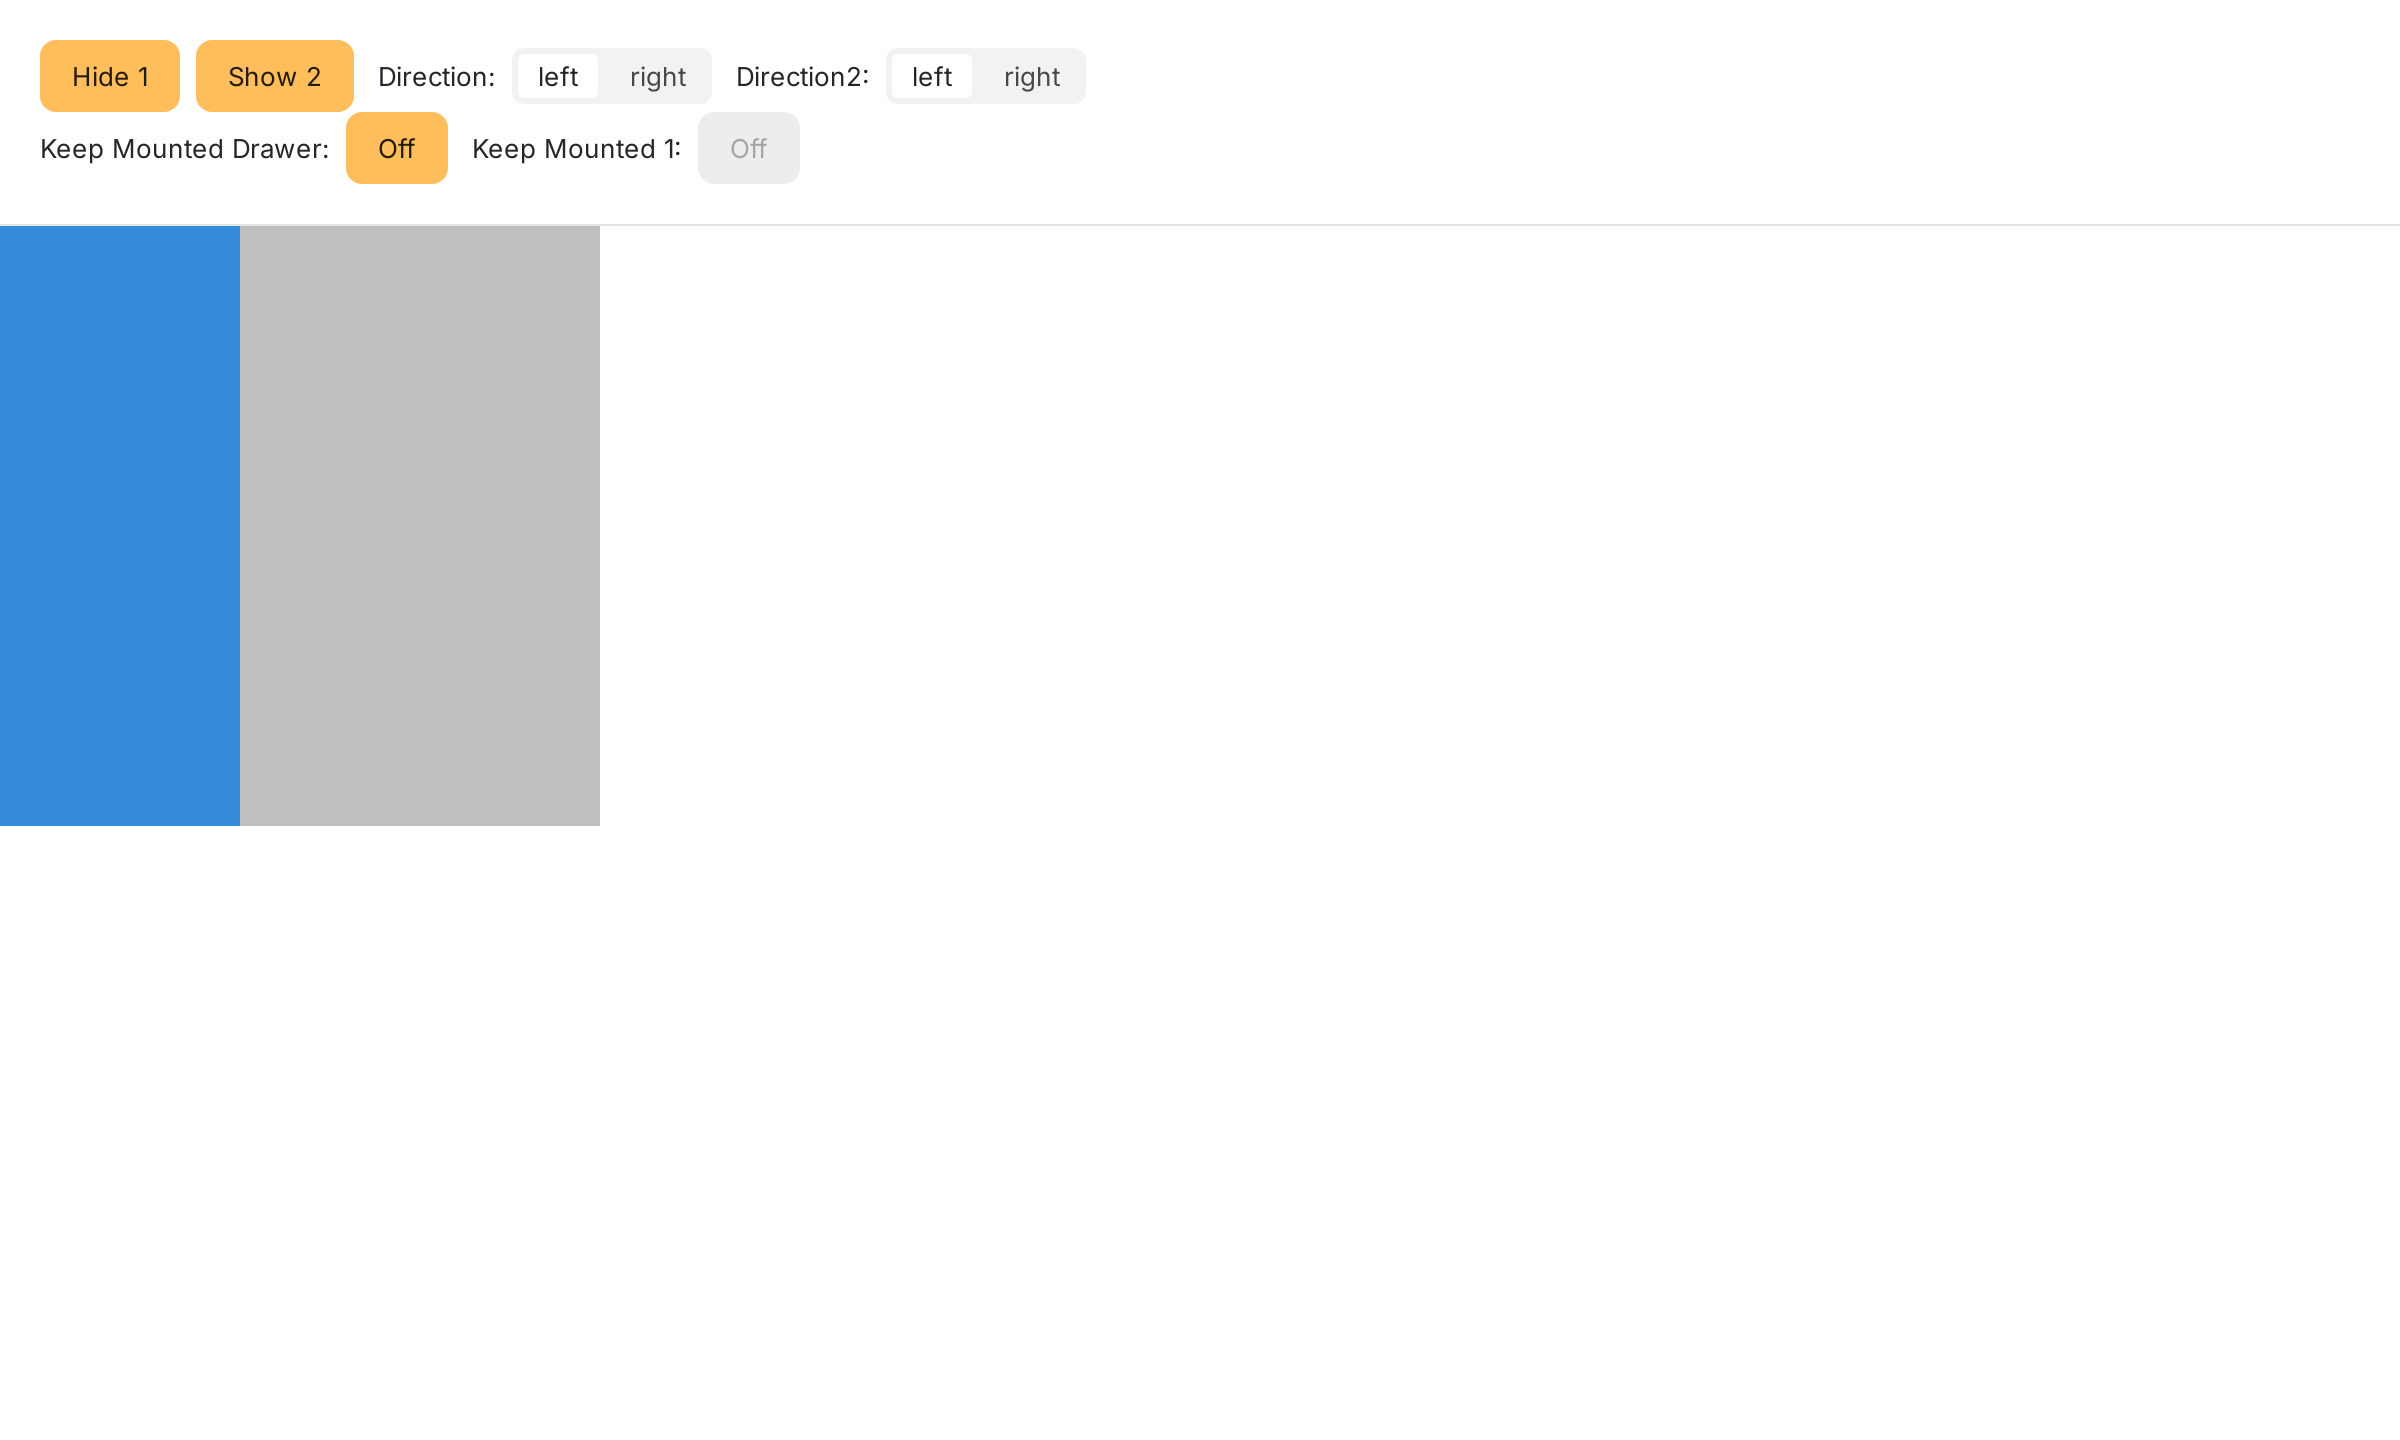 Hide 1 Show 2 Direction: left right Direction2: left right
Keep Mounted Drawer: Off Keep Mounted 1: Off